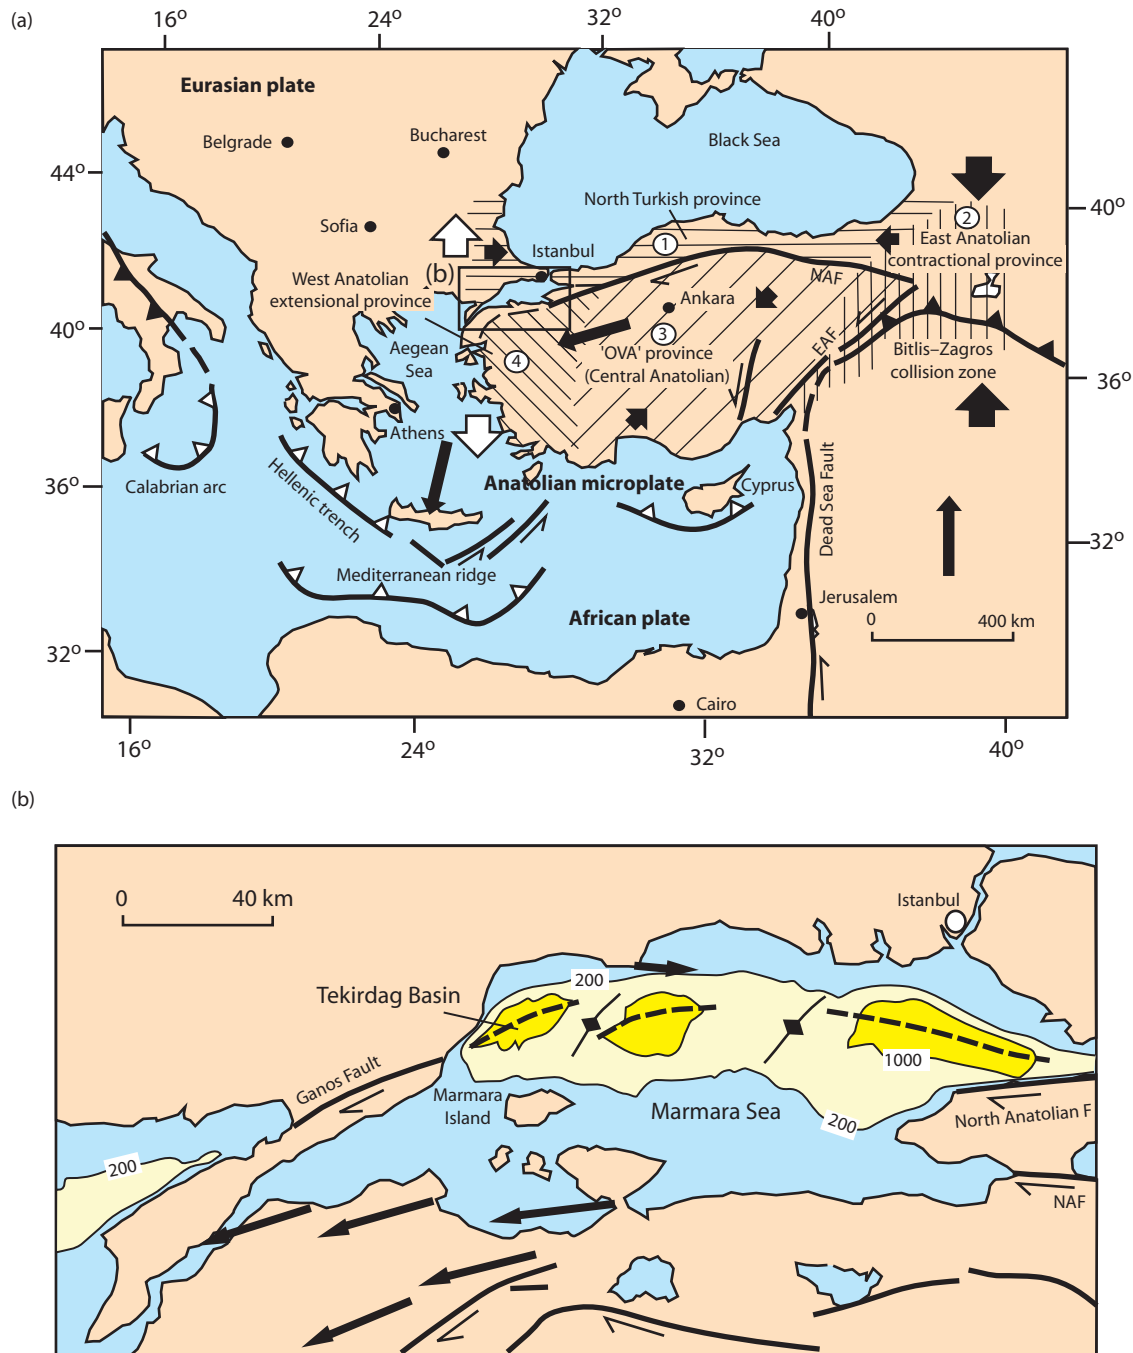 (a)
16° 24° 32° 40°
Eurasian plate
Belgrade
Bucharest
Black Sea
44°
North Turkish province
40°
2
Sofia
Istanbul
1
East Anatolian
contractional province
(b)
West Anatolian
extensional province
NAF
Ankara
40°
3
EAF
Aegean
Sea
4
'OVA' province
(Central Anatolian)
Bitlis–Zagros
collision zone
36°
Athens
36°
Calabrian arc
Hellenic trench
Anatolian microplate
Cyprus
Dead Sea Fault
32°
Mediterranean ridge
Jerusalem
African plate
0 400 km
32°
Cairo
16° 24° 32° 40°
(b)
0 40 km
Istanbul
200
Tekirdag Basin
1000
Ganos Fault
Marmara
Island
Marmara Sea
North Anatolian F
200
200
NAF